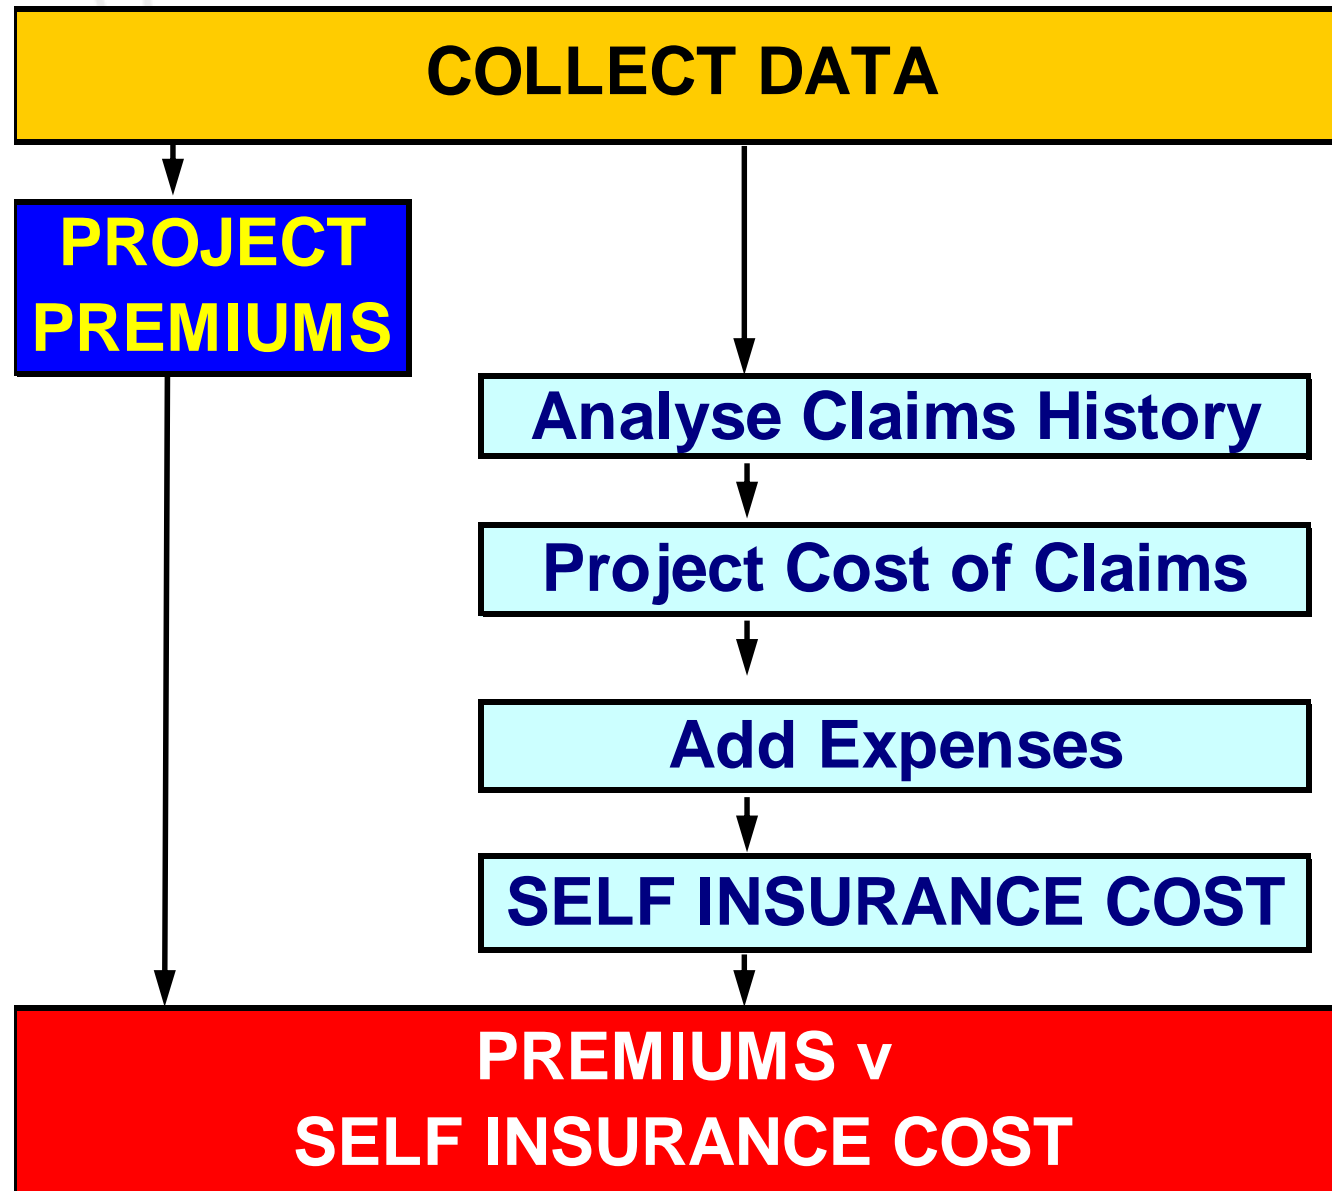 COLLECT DATA
PROJECT
PREMIUMS
Analyse Claims History
Project Cost of Claims
Add Expenses
SELF INSURANCE COST
PREMIUMS v
SELF INSURANCE COST